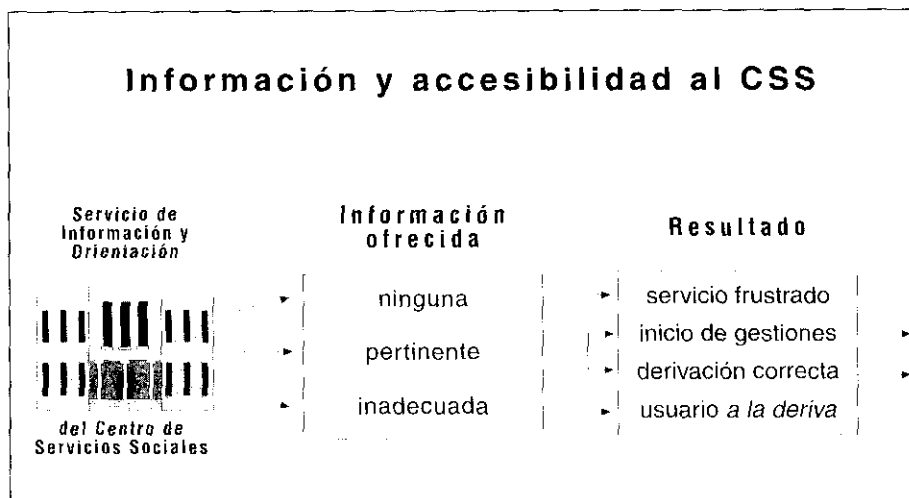 Información y accesibilidad al CSS
Servicio de
Información y
Orientación
del Centro de
Servicios Sociales
Información
ofrecida
ninguna
pertinente
inadecuada
Resultado
servicio frustrado
inicio de gestiones
derivación correcta
usuario a la deriva